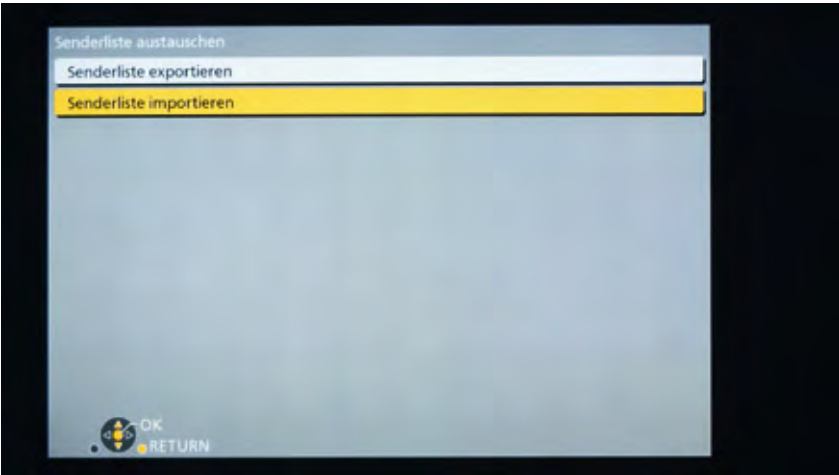 Senderliste austauschen
Senderliste exportieren
Senderliste importieren
OK
RETURN